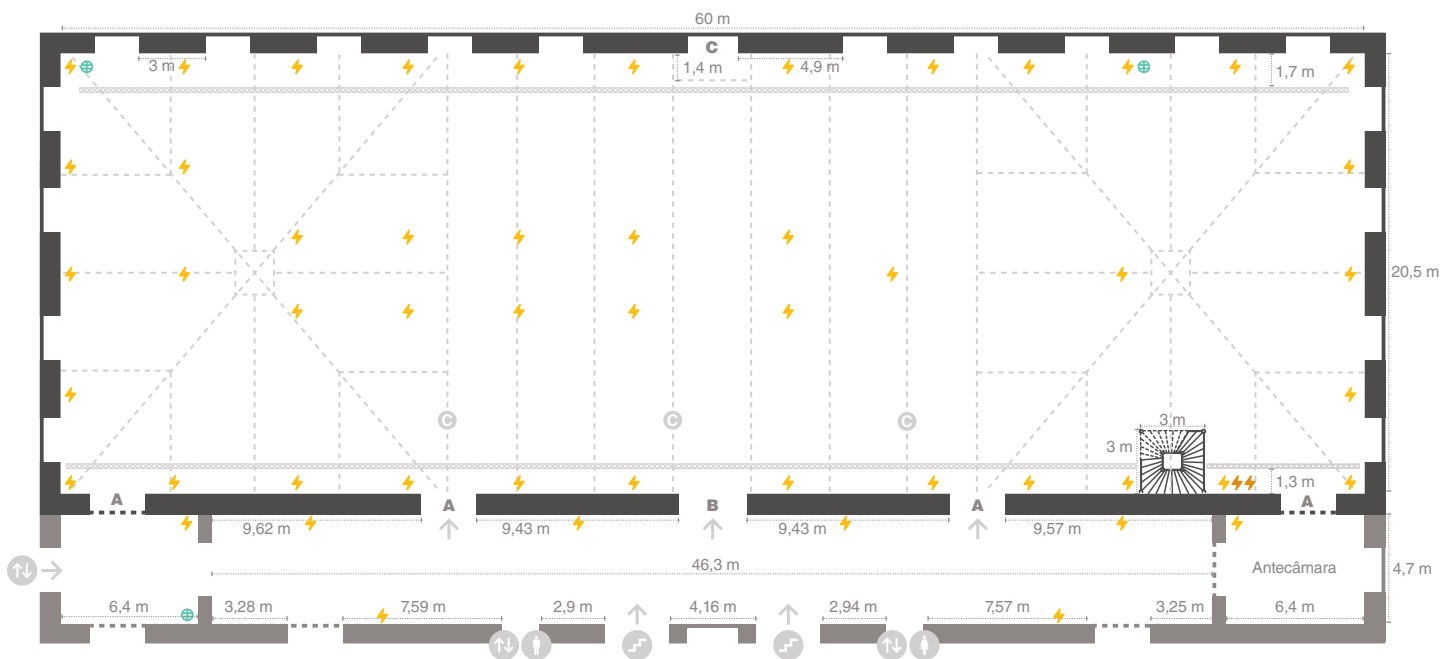 60 m
C
3 m
1,4 m
4,9 m
1,7 m
20,5 m
C
C
C
3 m
3 m
1,3 m
A
A
B
A
A
9,62 m
9,43 m
9,43 m
9,57 m
46,3 m
Antecâmara
4,7 m
6,4 m
3,28 m
7,59 m
2,9 m
4,16 m
2,94 m
7,57 m
3,25 m
6,4 m